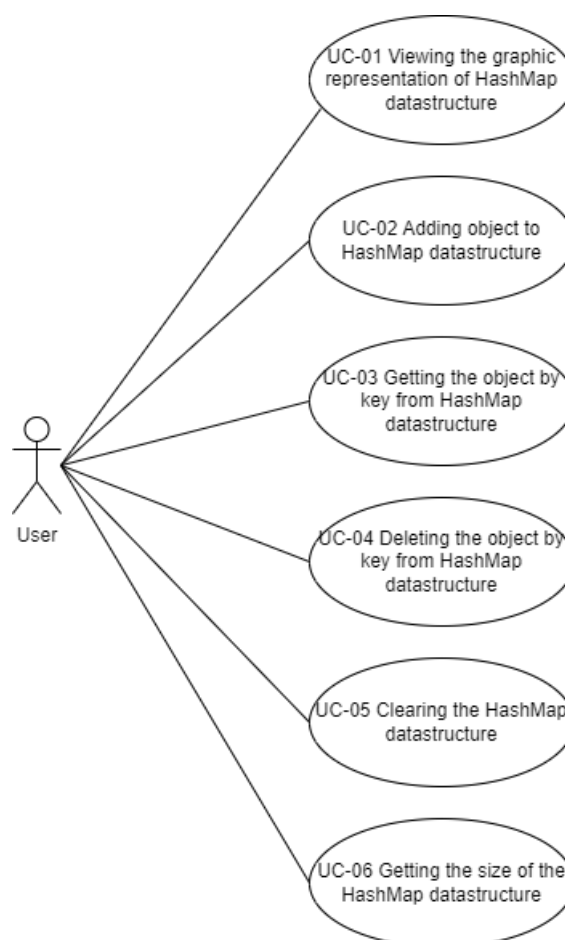 UC-01 Viewing the graphic
representation of HashMap
datastructure
UC-02 Adding object to
HashMap datastructure
UC-03 Getting the object by
key from HashMap
datastructure
User
UC-04 Deleting the object by
key from HashMap
datastructure
UC-05 Clearing the HashMap
datastructure
UC-06 Getting the size of the
HashMap datastructure